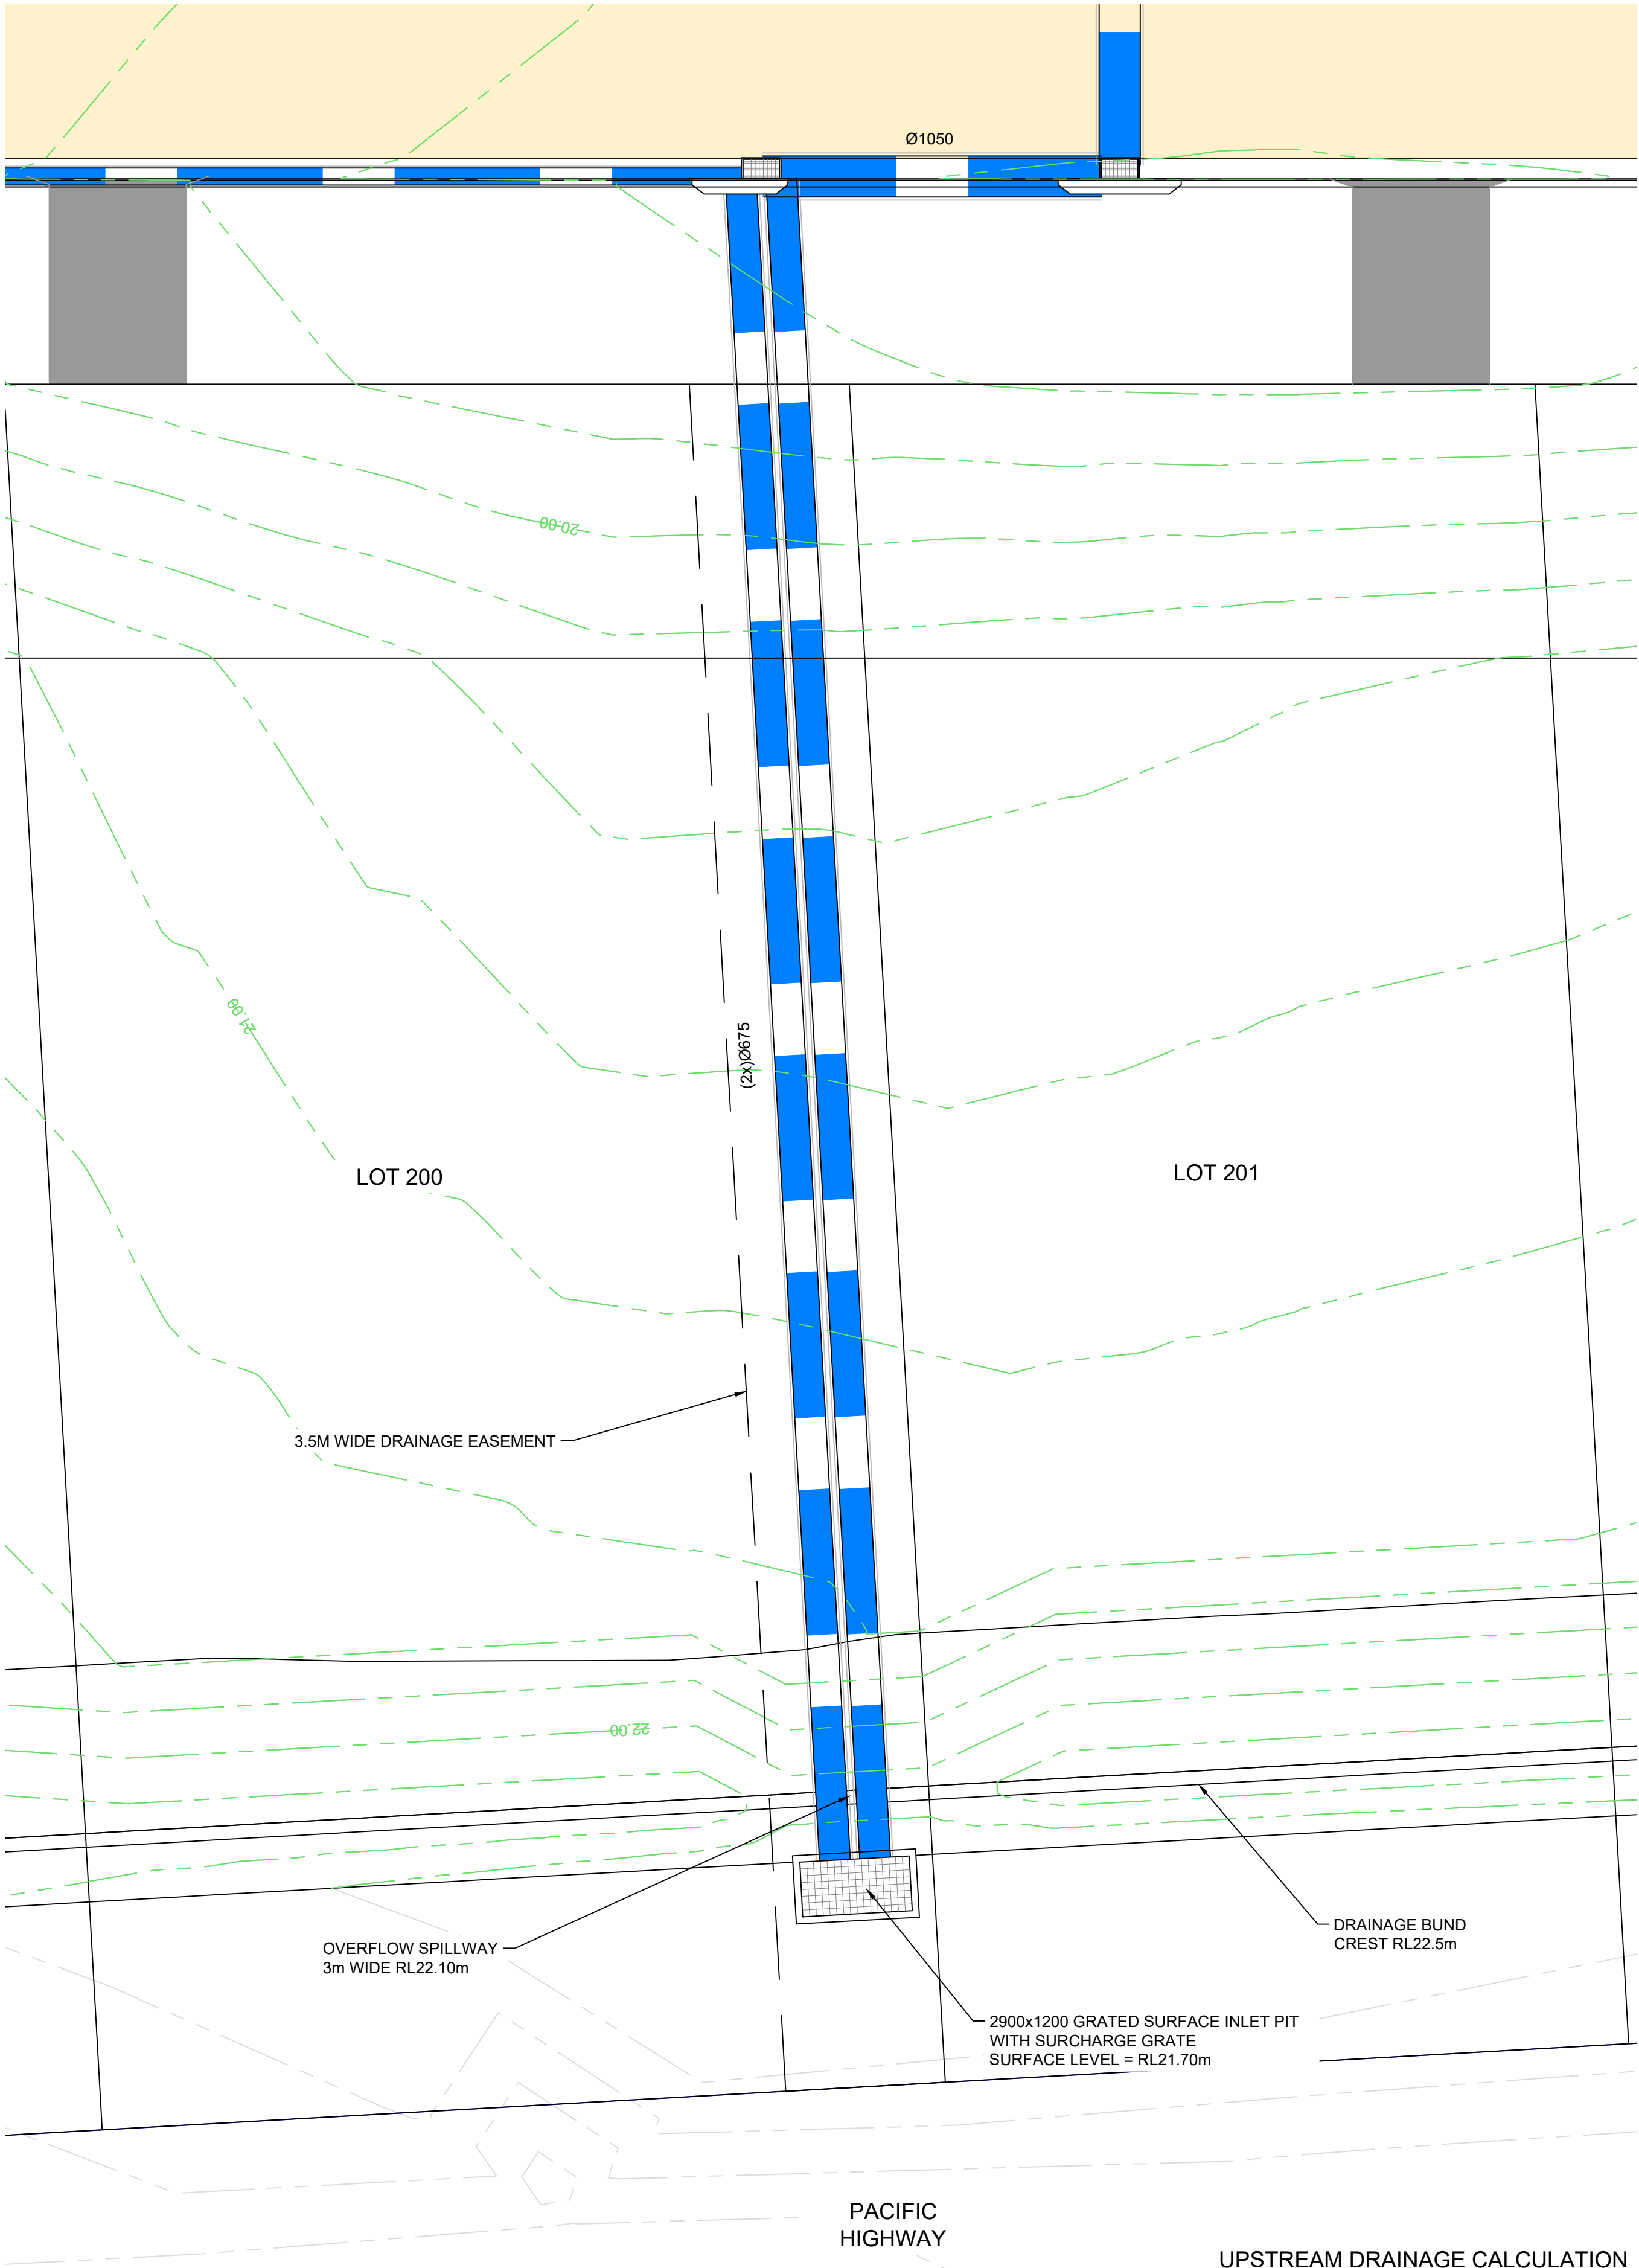 Ø1050
20.00
(2x)Ø675
21.00
LOT 200
LOT 201
3.5M WIDE DRAINAGE EASEMENT
22.00
OVERFLOW SPILLWAY
3m WIDE RL22.10m
DRAINAGE BUND
CREST RL22.5m
2900x1200 GRATED SURFACE INLET PIT
WITH SURCHARGE GRATE
SURFACE LEVEL = RL21.70m
PACIFIC
HIGHWAY
UPSTREAM DRAINAGE CALCULATION